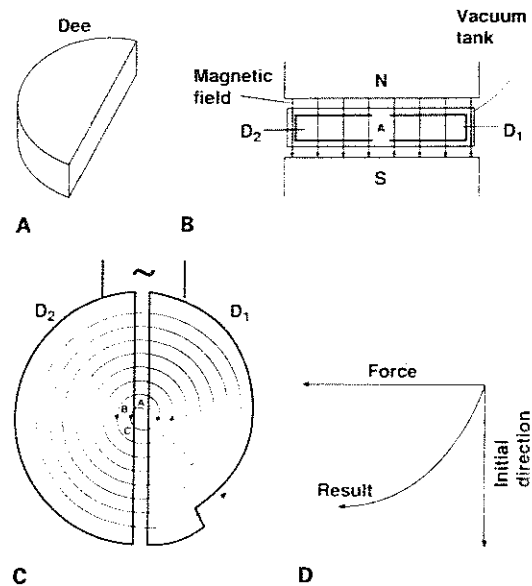 Dee
Vacuum
tank
Magnetic
field
N
D₂
A
D₁
S
A
B
~
D₂
D₁
A
B
C
Force
Initial
direction
Result
C
D